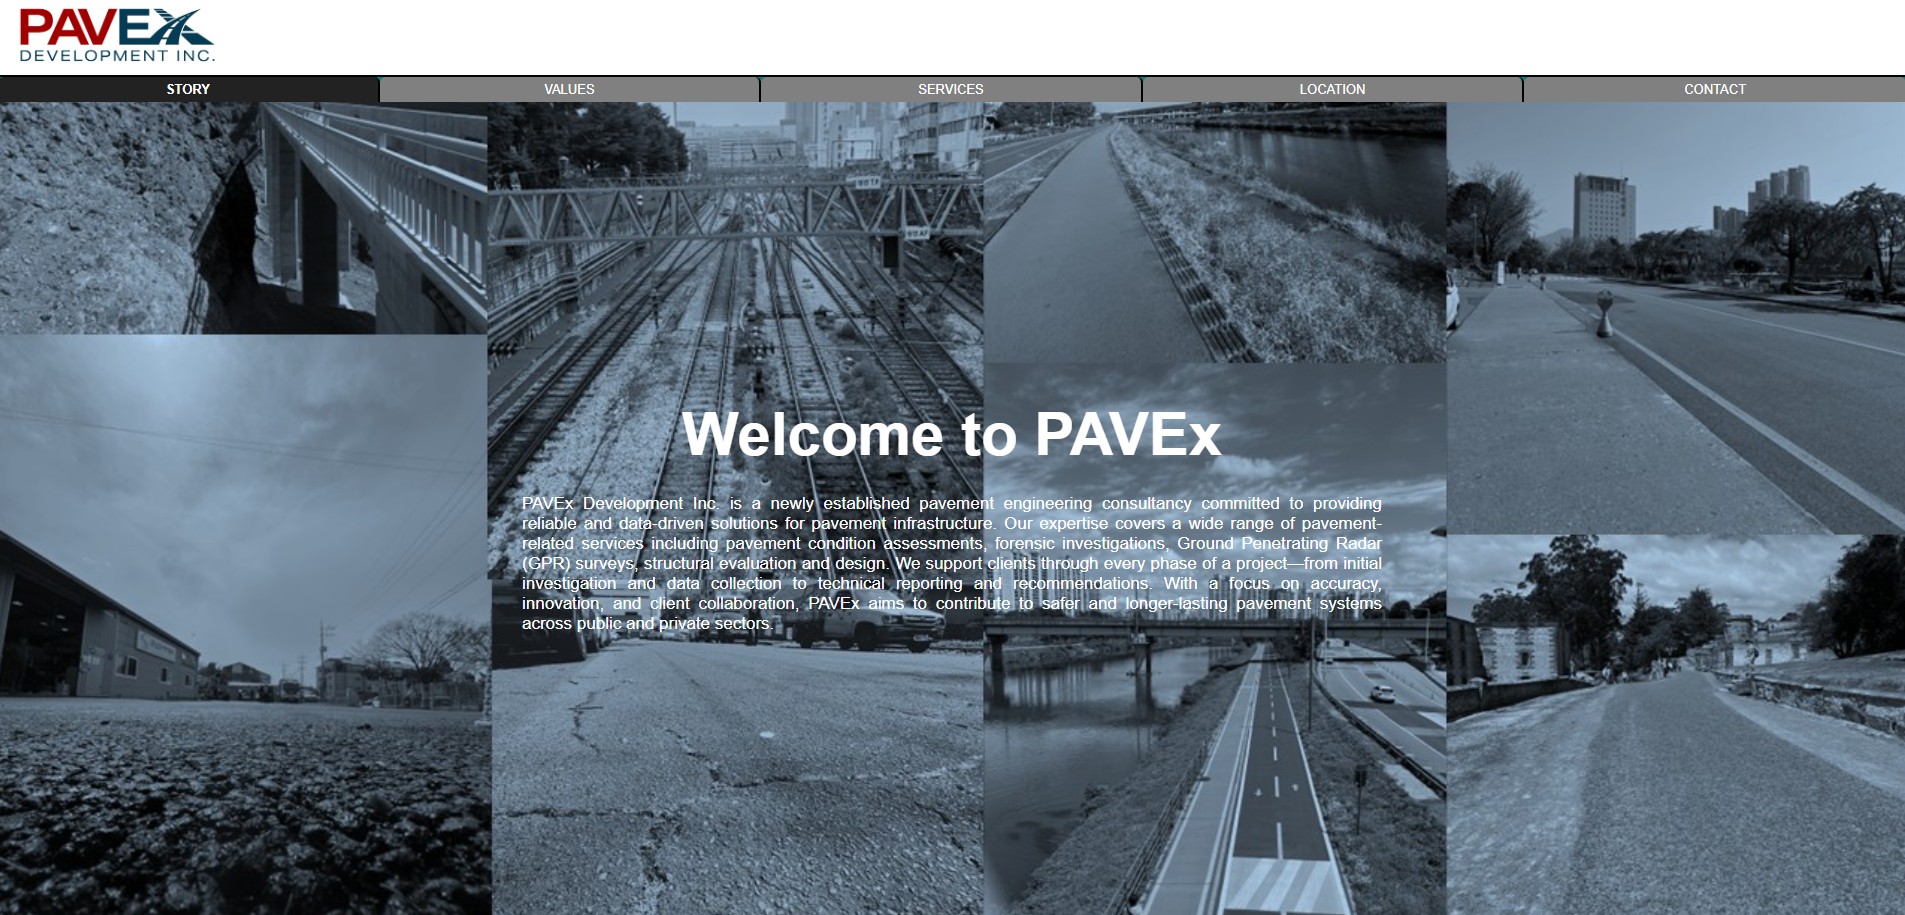 PAVEX
DEVELOPMENT INC.
STORY
VALUES
SERVICES
LOCATION
CONTACT
Welcome to PAVEx
PAVEx Development Inc. is a newly established pavement engineering consultancy committed to providing
reliable and data-driven solutions for pavement infrastructure. Our expertise covers a wide range of pavement-
related services including pavement condition assessments, forensic investigations, Ground Penetrating Radar
(GPR) surveys, structural evaluation and design. We support clients through every phase of a project—from initial
investigation and data collection to technical reporting and recommendations. With a focus on accuracy,
innovation, and client collaboration, PAVEx aims to contribute to safer and longer-lasting pavement systems
across public and private sectors.